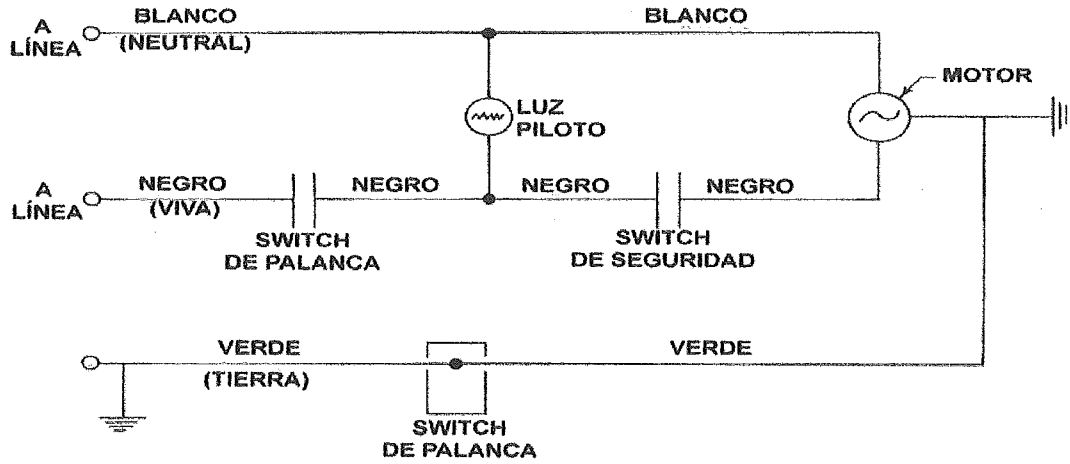 A
LÍNEA
BLANCO
(NEUTRAL)
BLANCO
MOTOR
LUZ
PILOTO
A
LÍNEA
NEGRO
(VIVA)
NEGRO
NEGRO
NEGRO
SWITCH
DE PALANCA
SWITCH
DE SEGURIDAD
VERDE
(TIERRA)
VERDE
SWITCH
DE PALANCA